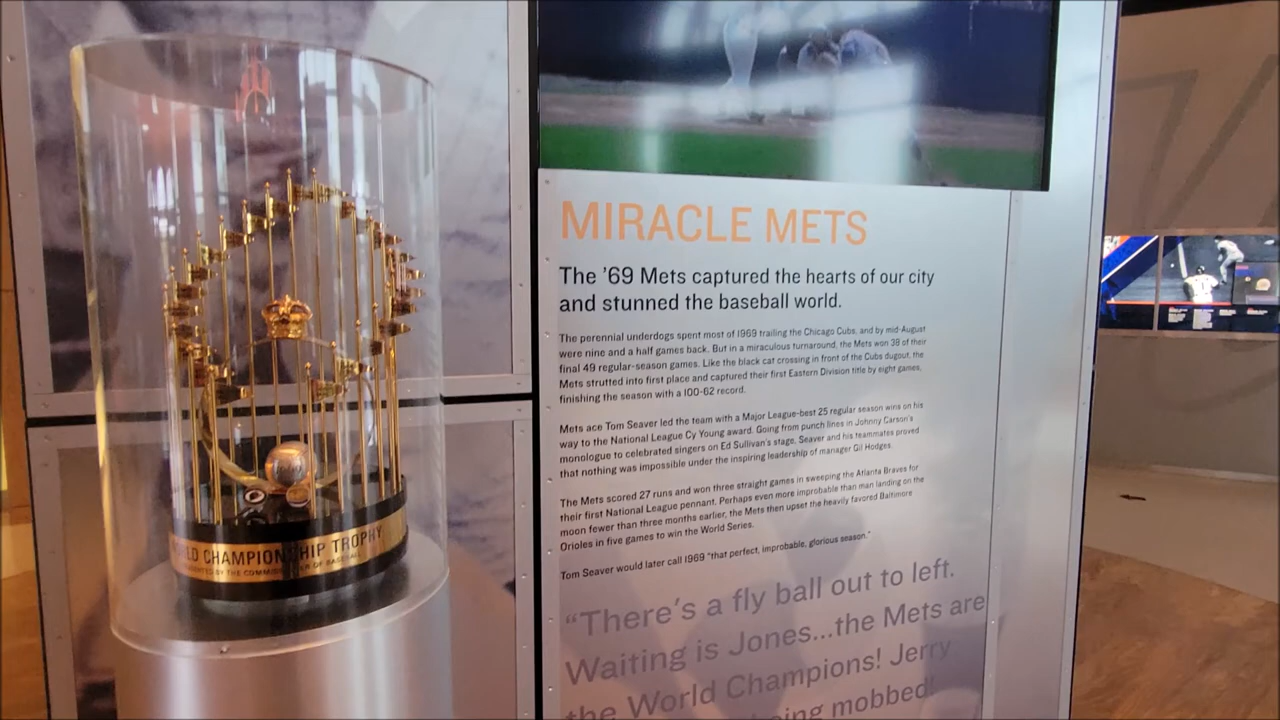 MIRACLE METS
The '69 Mets captured the hearts of our city
and stunned the baseball world.
The perennial underdogs spent most of 1969 trailing the Chicago Cubs, and by mid-August
were nine and a half games back. But in a miraculous turnaround, the Mets won 38 of their
final 49 regular-season games. Like the black cat crossing in front of the Cubs dugout, the
Mets strutted into first place and captured their first Eastern Division title by eight games,
finishing the season with a 100-62 record.
Mets ace Tom Seaver led the team with a Major League-best 25 regular season wins on his
way to the National League Cy Young award. Going from punch lines in Johnny Carson's
monologue to celebrated singers on Ed Sullivan's stage, Seaver and his teammates proved
that nothing was impossible under the inspiring leadership of manager Gil Hodges.
The Mets scored 27 runs and won three straight games in sweeping the Atlanta Braves for
their first National League pennant. Perhaps even more improbable than man landing on the
moon fewer than three months earlier, the Mets then upset the heavily favored Baltimore
Orioles in five games to win the World Series.
Tom Seaver would later call 1969 "that perfect, improbable, glorious season."
"There's a fly ball out to left.
Waiting is Jones...the Mets are
the World Champions! Jerry
being mobbed!
CHAMPIONSHIP TROPHY
BY THE COMMISSIONER OF BASEBALL